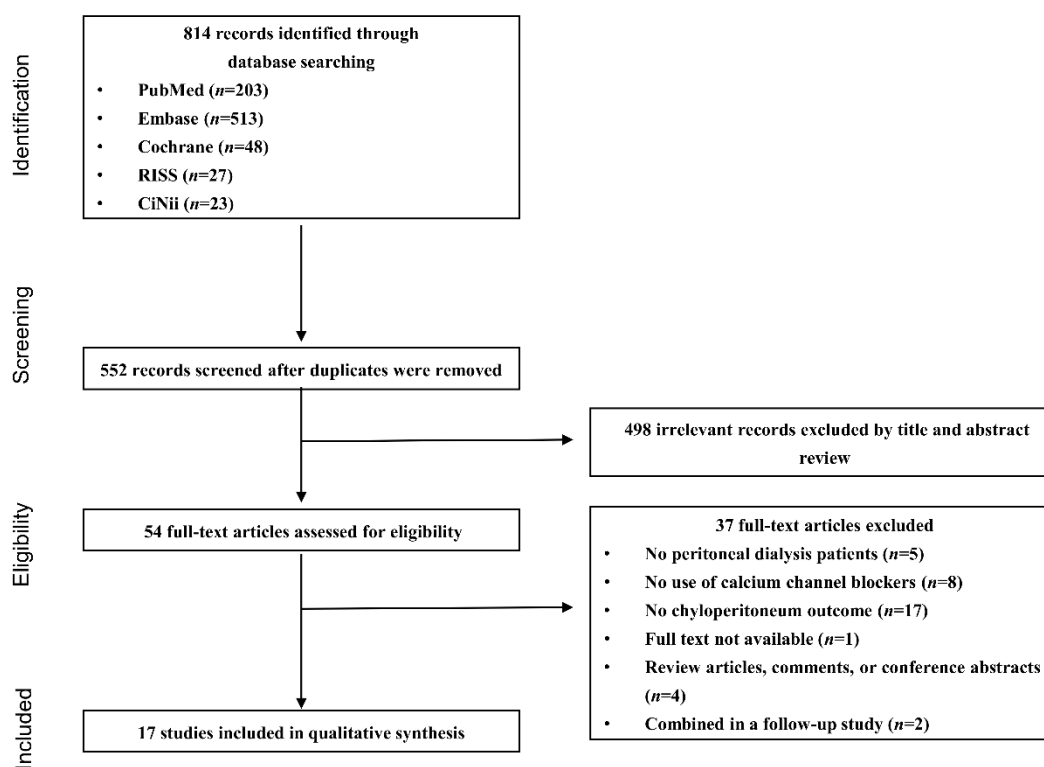 Identification
814 records identified through
database searching
• PubMed (n=203)
• Embase (n=513)
• Cochrane (n=48)
• RISS (n=27)
• CiNii (n=23)
Screening
552 records screened after duplicates were removed
498 irrelevant records excluded by title and abstract
review
Eligibility
54 full-text articles assessed for eligibility
37 full-text articles excluded
• No peritoneal dialysis patients (n=5)
• No use of calcium channel blockers (n=8)
• No chyloperitoneum outcome (n=17)
• Full text not available (n=1)
• Review articles, comments, or conference abstracts
(n=4)
• Combined in a follow-up study (n=2)
Included
17 studies included in qualitative synthesis